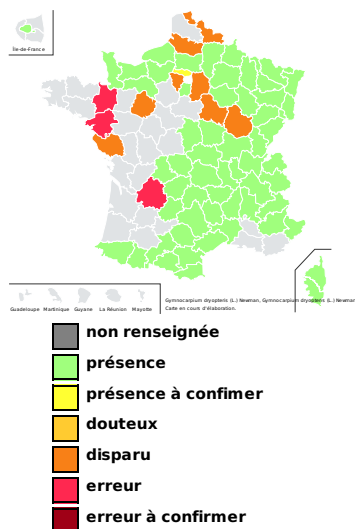 Île-de-France
Guadeloupe Martinique Guyane La Réunion Mayotte
Gymnocarpium dryopteris (L.) Newman, Gymnocarpium dryopteris (L.) Newman
Carte en cours d'élaboration.
non renseignée
présence
présence à confimer
douteux
disparu
erreur
erreur à confirmer